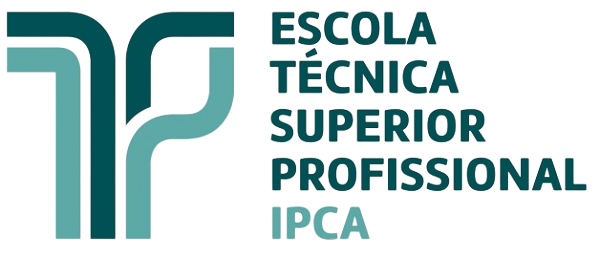 ESCOLA
TÉCNICA
SUPERIOR
PROFISSIONAL
IPCA